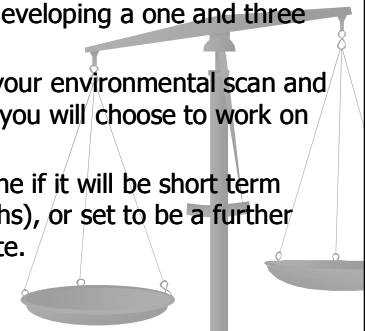 eveloping a one and three
your environmental scan and
you will choose to work on
ne if it will be short term
hs), or set to be a further
te.